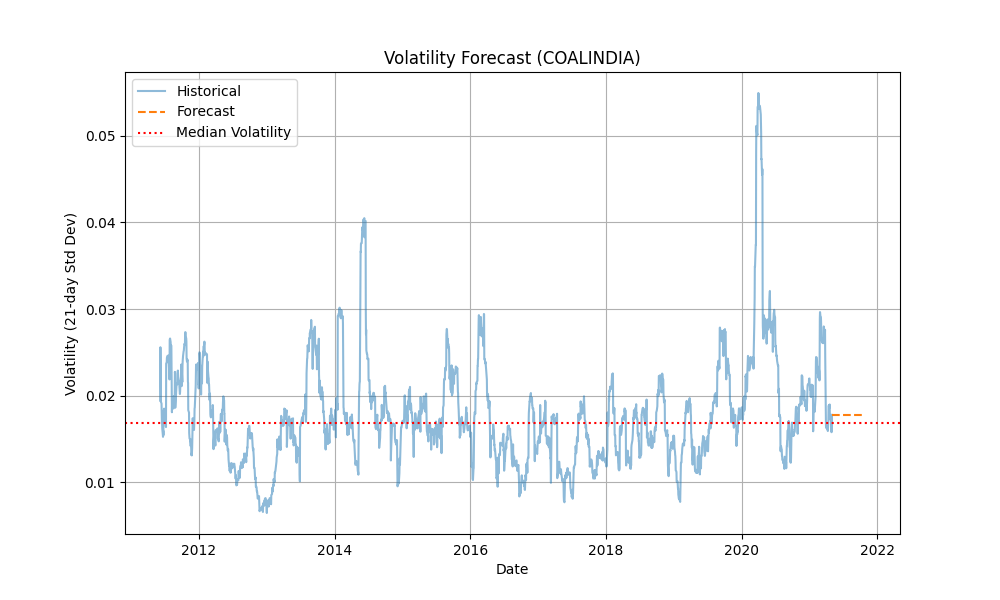 Volatility Forecast (COALINDIA)
Historical
Forecast
Median Volatility
Volatility (21-day Std Dev)
0.05
0.04
0.03
0.02
0.01
2012 2014 2016 2018 2020 2022
Date